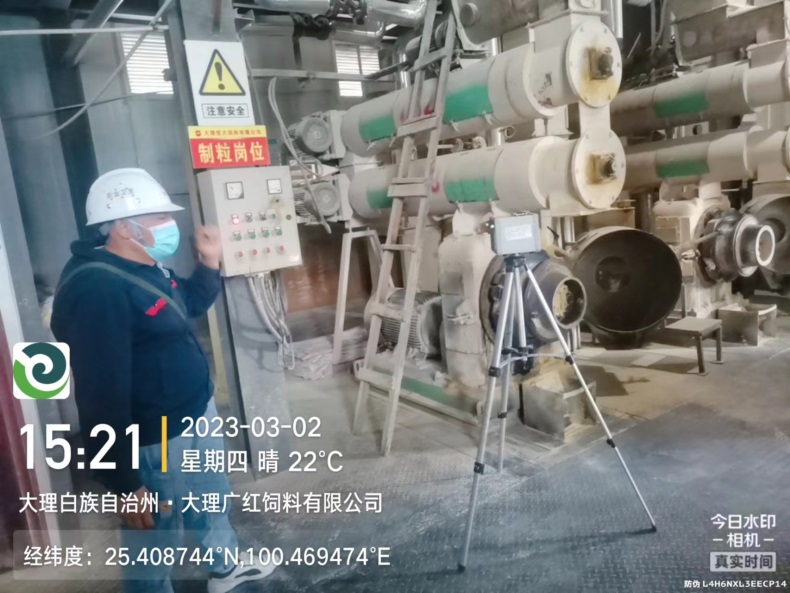 注意安全
制粒岗位
15:21
2023-03-02
星期四 晴 22℃
大理白族自治州·大理广红饲料有限公司
经纬度：25.408744°N,100.469474°E
今日水印
-相机-
真实时间
防伪 L4H6NXL3EECP14